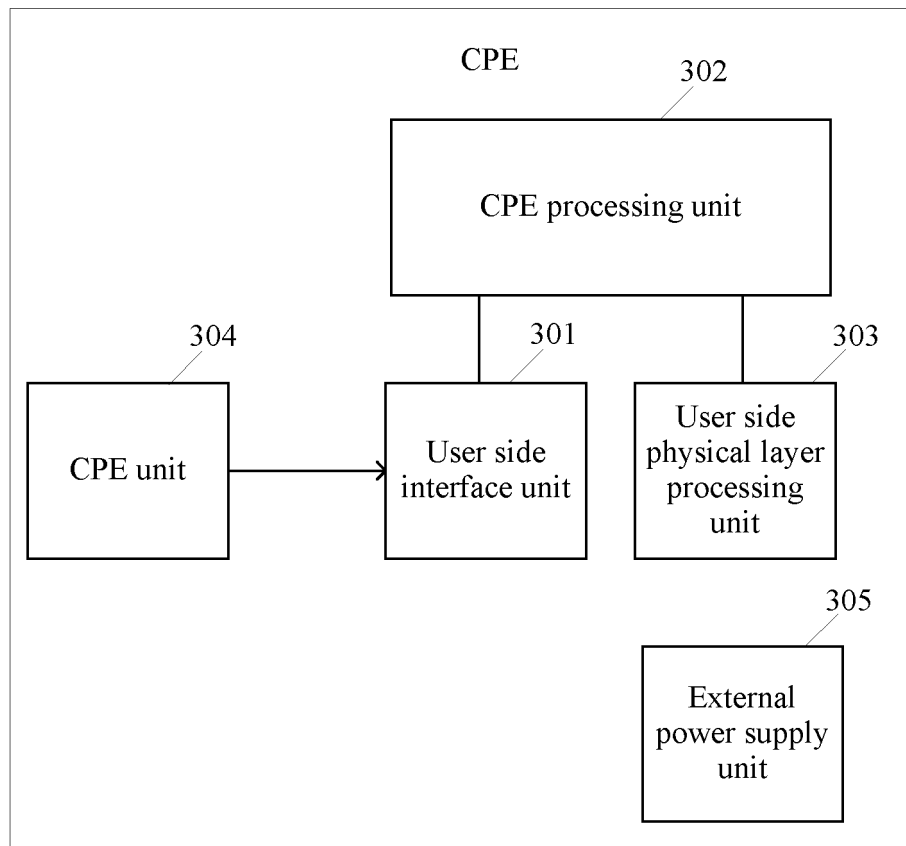 CPE
302
CPE processing unit
304
301
303
CPE unit
User side
interface unit
User side
physical layer
processing
unit
305
External
power supply
unit